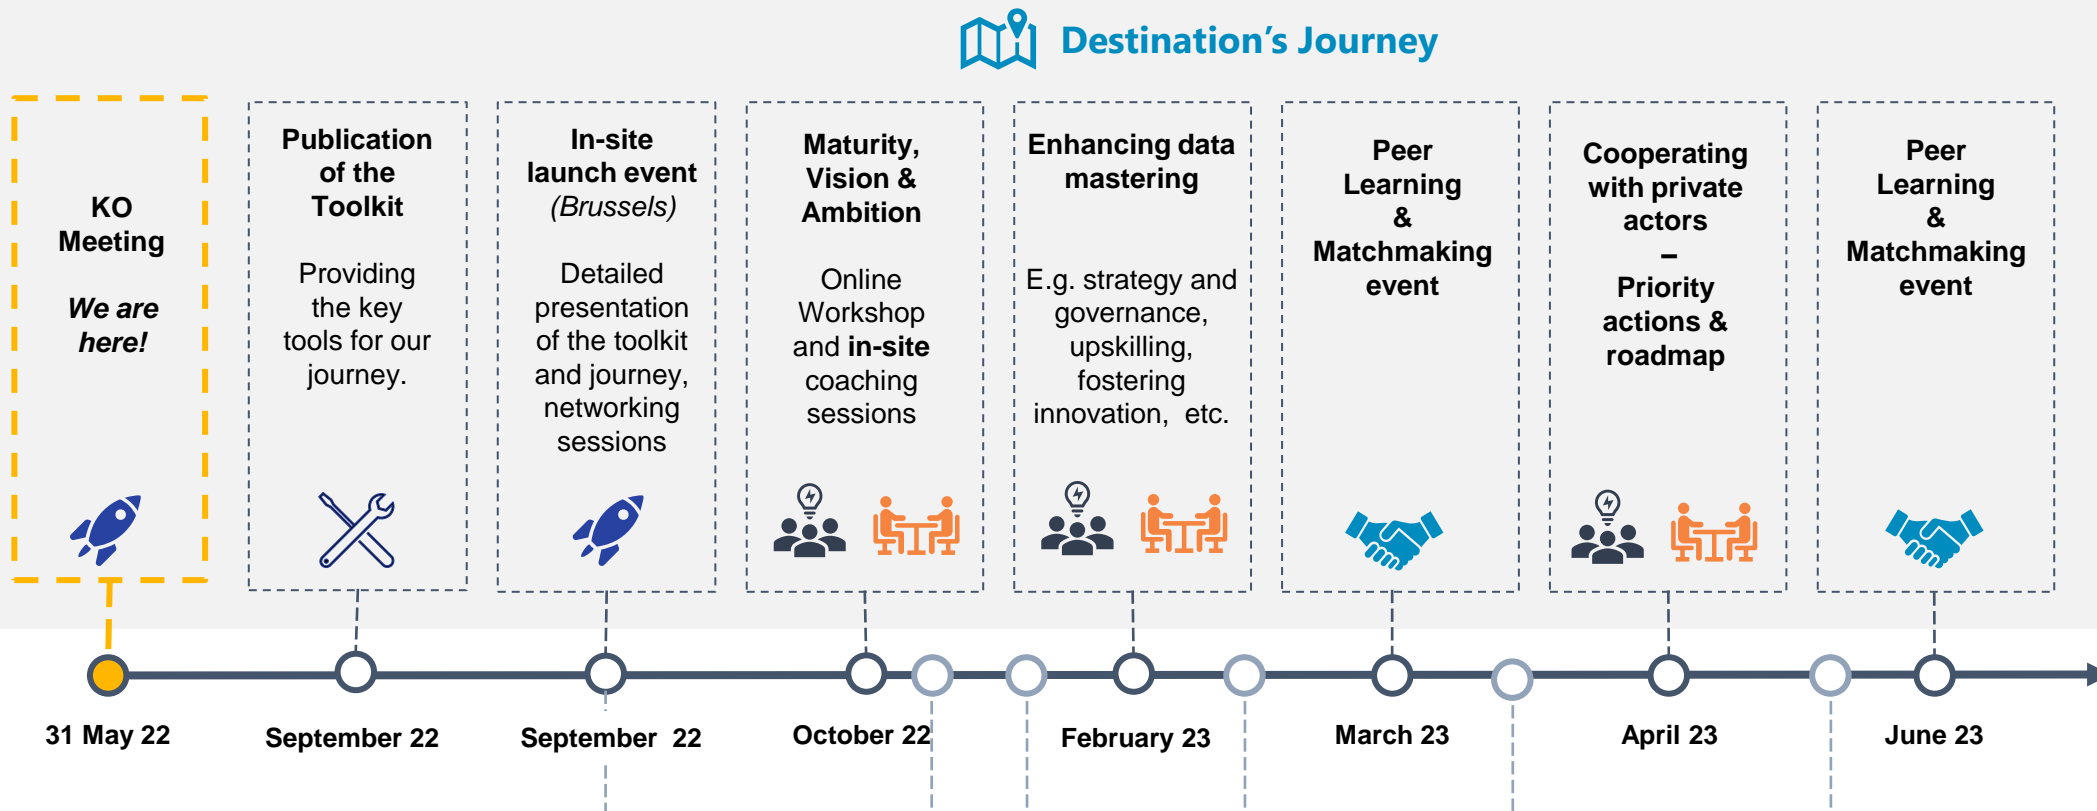 Destination's Journey
KO
Meeting
We are
here!
Publication
of the
Toolkit
Providing
the key
tools for our
journey.
In-site
launch event
(Brussels)
Detailed
presentation
of the toolkit
and journey,
networking
sessions
Maturity,
Vision &
Ambition
Online
Workshop
and in-site
coaching
sessions
Enhancing data
mastering
E.g. strategy and
governance,
upskilling,
fostering
innovation, etc.
Peer
Learning
&
Matchmaking
event
Cooperating
with private
actors
–
Priority
actions &
roadmap
Peer
Learning
&
Matchmaking
event
31 May 22
September 22
September 22
October 22
February 23
March 23
April 23
June 23